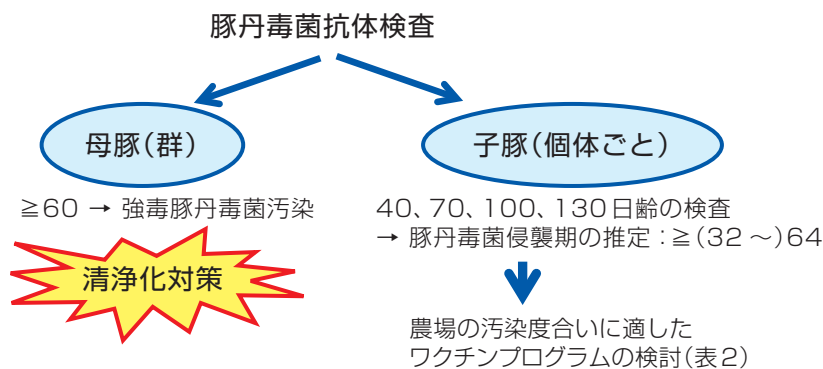 豚丹毒菌抗体検査
母豚（群）
子豚（個体ごと）
≧60 → 強毒豚丹毒菌汚染
40、70、100、130日齢の検査
→ 豚丹毒菌侵襲期の推定：≧（32 〜）64
清浄化対策
農場の汚染度合いに適した
ワクチンプログラムの検討（表2）